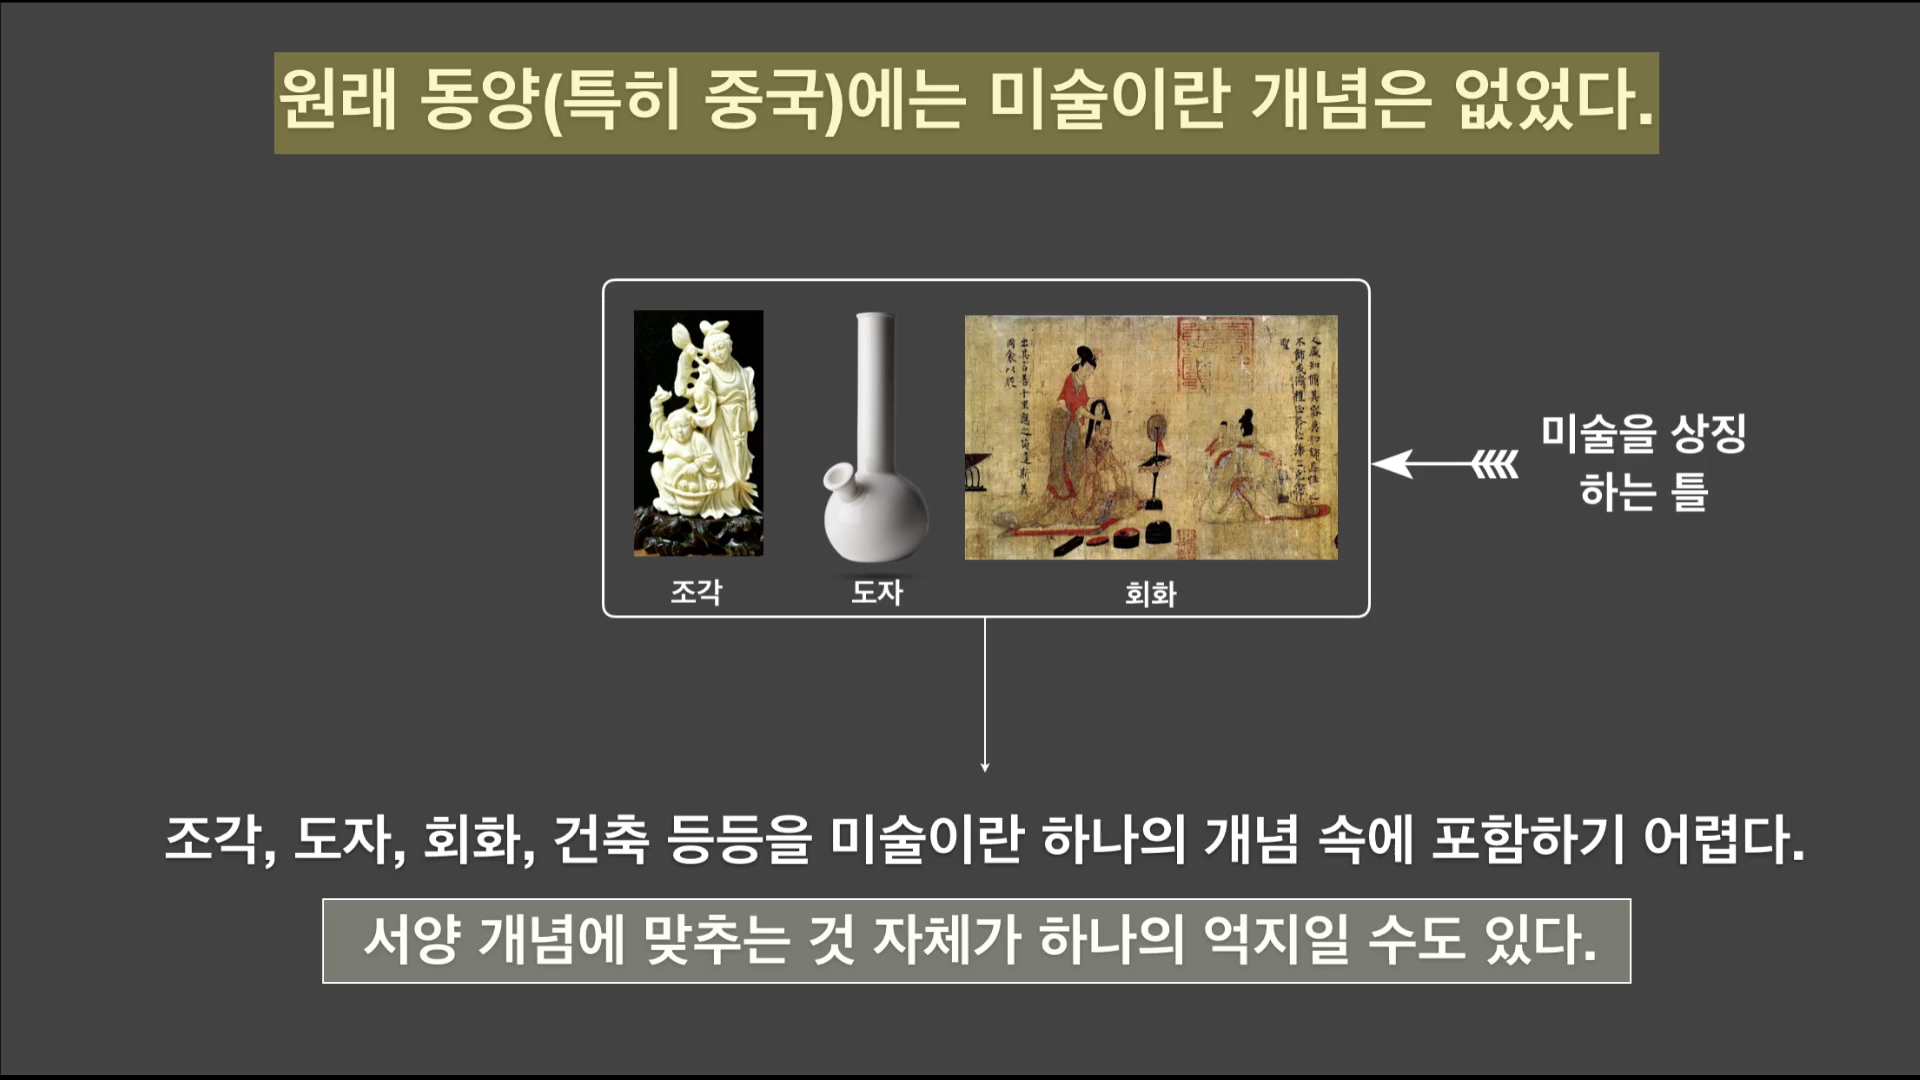 원래 동양(특히 중국)에는 미술이란 개념은 없었다.
미술을 상징
하는 틀
조각
도자
회화
조각, 도자, 회화, 건축 등등을 미술이란 하나의 개념 속에 포함하기 어렵다.
서양 개념에 맞추는 것 자체가 하나의 억지일 수도 있다.